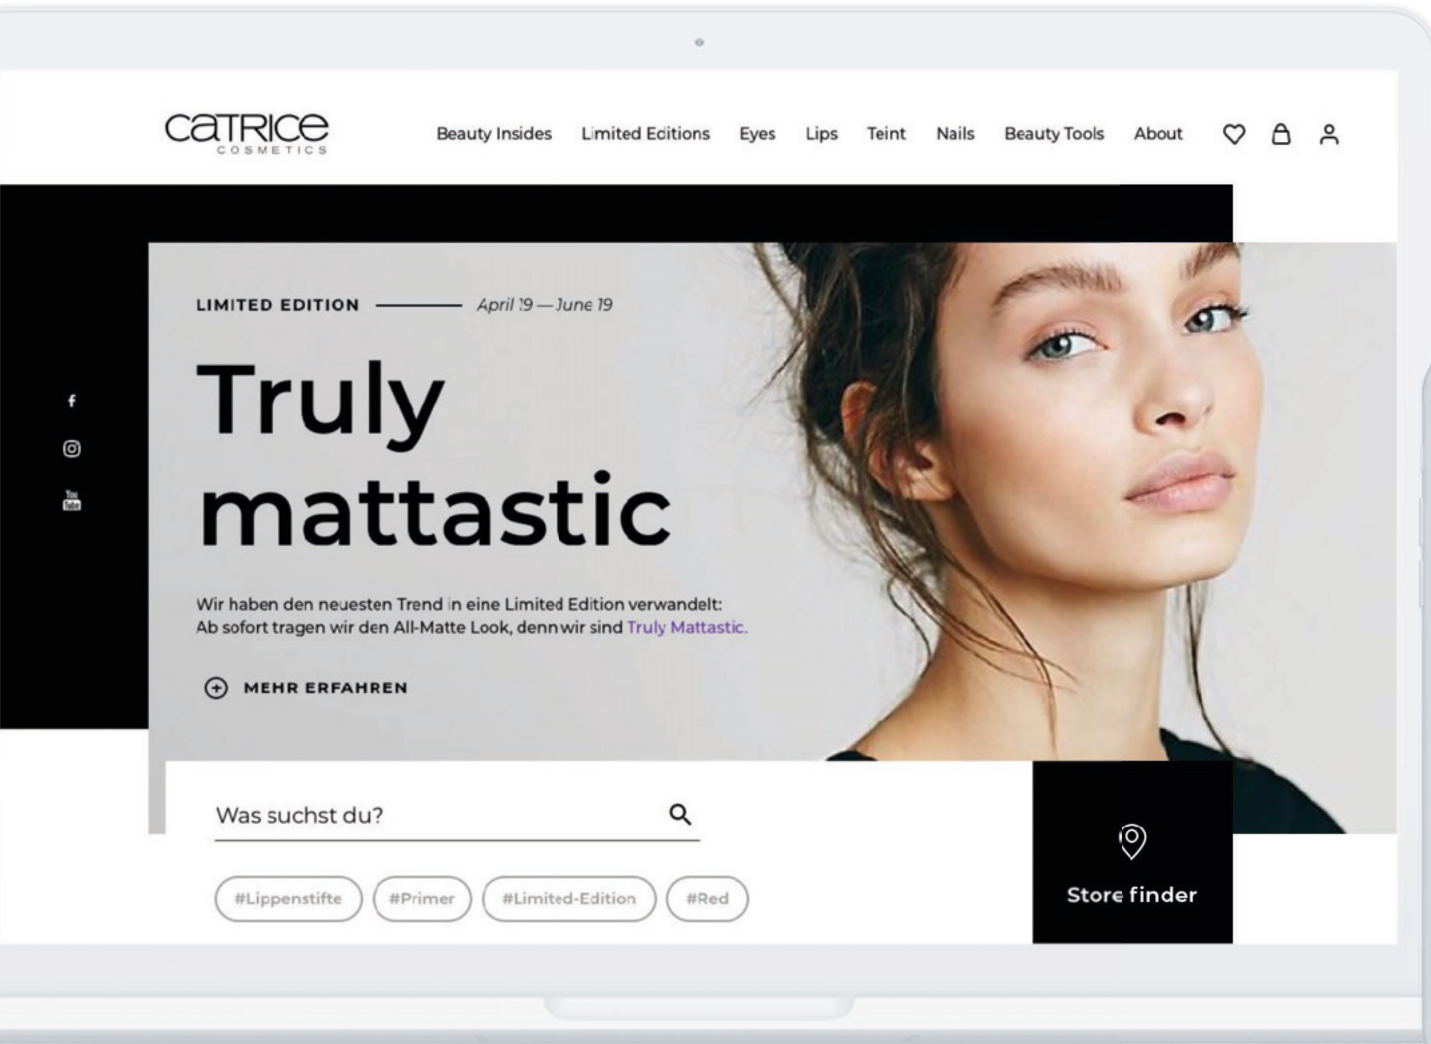 CATRICE
COSMETICS
Beauty Insides Limited Editions Eyes Lips Teint Nails Beauty Tools About
LIMITED EDITION April 19 — June 19
Truly
mattastic
Wir haben den neuesten Trend in eine Limited Edition verwandelt:
Ab sofort tragen wir den All-Matte Look, denn wir sind Truly Mattastic.
MEHR ERFAHREN
f
You
Tube
Was suchst du?
#Lippenstifte #Primer #Limited-Edition #Red
Store finder